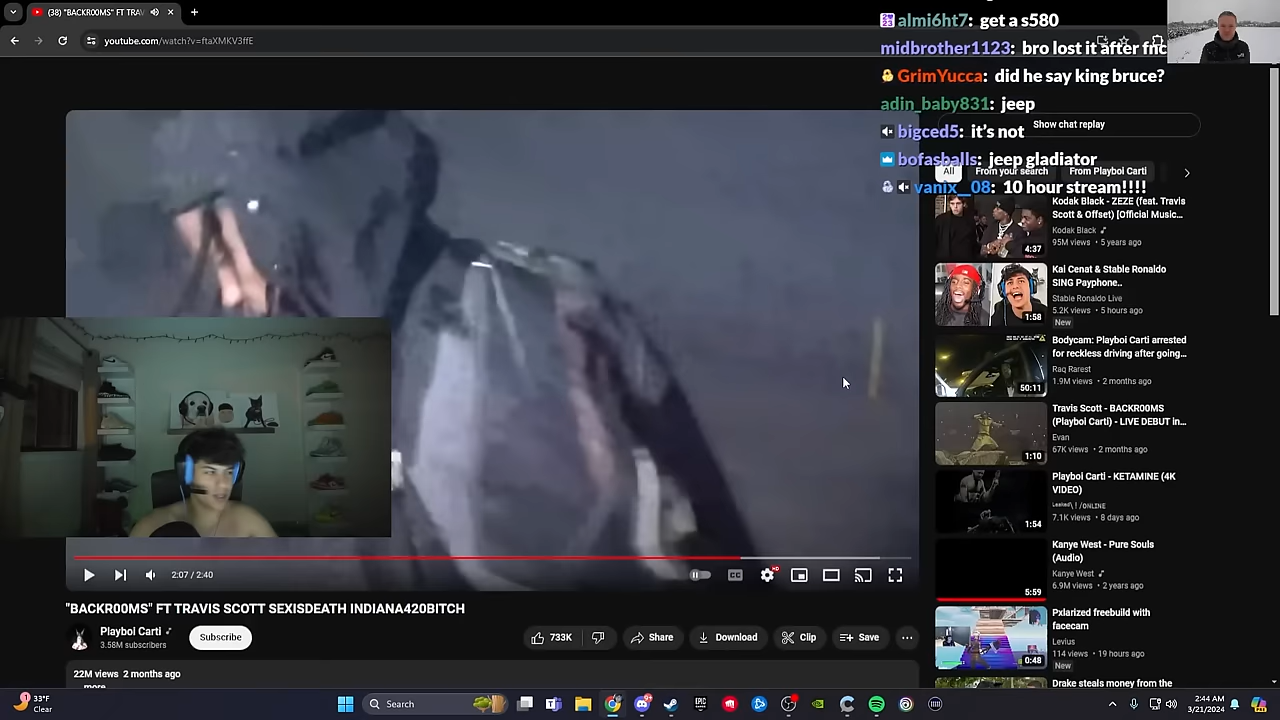 (38) "BACKR00MS" FT TRAV
youtube.com/watch?v=ftaXMKV3ffE
almi6ht7: get a s580
midbrother1123: bro lost it after fnc
GrimYucca: did he say king bruce?
adin_baby831: jeep
Show chat replay
bigced5: it's not
bofasballs: jeep gladiator
All
From your search
From Playboi Carti
vanix__08: 10 hour stream!!!!
Kodak Black - ZEZE (feat. Travis
Scott & Offset) [Official Music...
Kodak Black
95M views • 5 years ago
4:37
Kai Cenat & Stable Ronaldo
SING Payphone..
Stable Ronaldo Live
5.2K views • 5 hours ago
1:58
New
Bodycam: Playboi Carti arrested
for reckless driving after going...
Raq Rarest
1.9M views • 2 months ago
50:11
Travis Scott - BACKR00MS
(Playboi Carti) - LIVE DEBUT in...
Evan
67K views • 2 months ago
1:10
Playboi Carti - KETAMINE (4K
VIDEO)
7.1K views • 8 days ago
1:54
Kanye West - Pure Souls
(Audio)
Kanye West
6.9M views • 2 years ago
5:59
Pxlarized freebuild with
facecam
Levius
114 views • 19 hours ago
0:48
New
Drake steals money from the
2:07 / 2:40
"BACKR00MS" FT TRAVIS SCOTT SEXISDEATH INDIANA420BITCH
Playboi Carti
3.58M subscribers
Subscribe
Share
Download
Clip
Save
22M views 2 months ago
more
33°F
Clear
Search
2:44 AM
3/21/2024